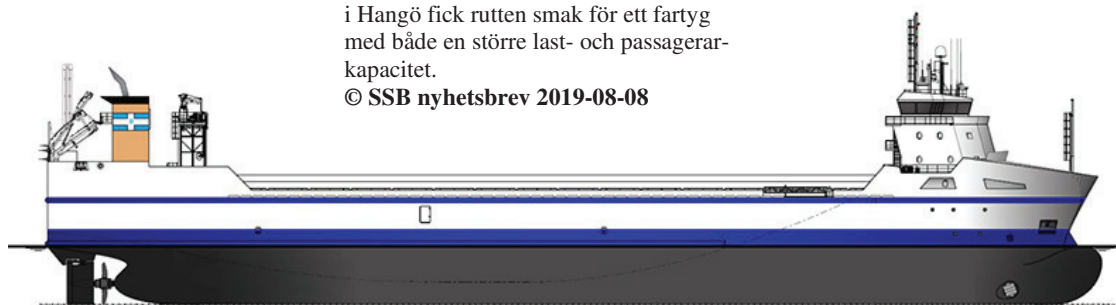 i Hangö fick rutten smak för ett fartyg
med både en större last- och passagerar-
kapacitet.
© SSB nyhetsbrev 2019-08-08